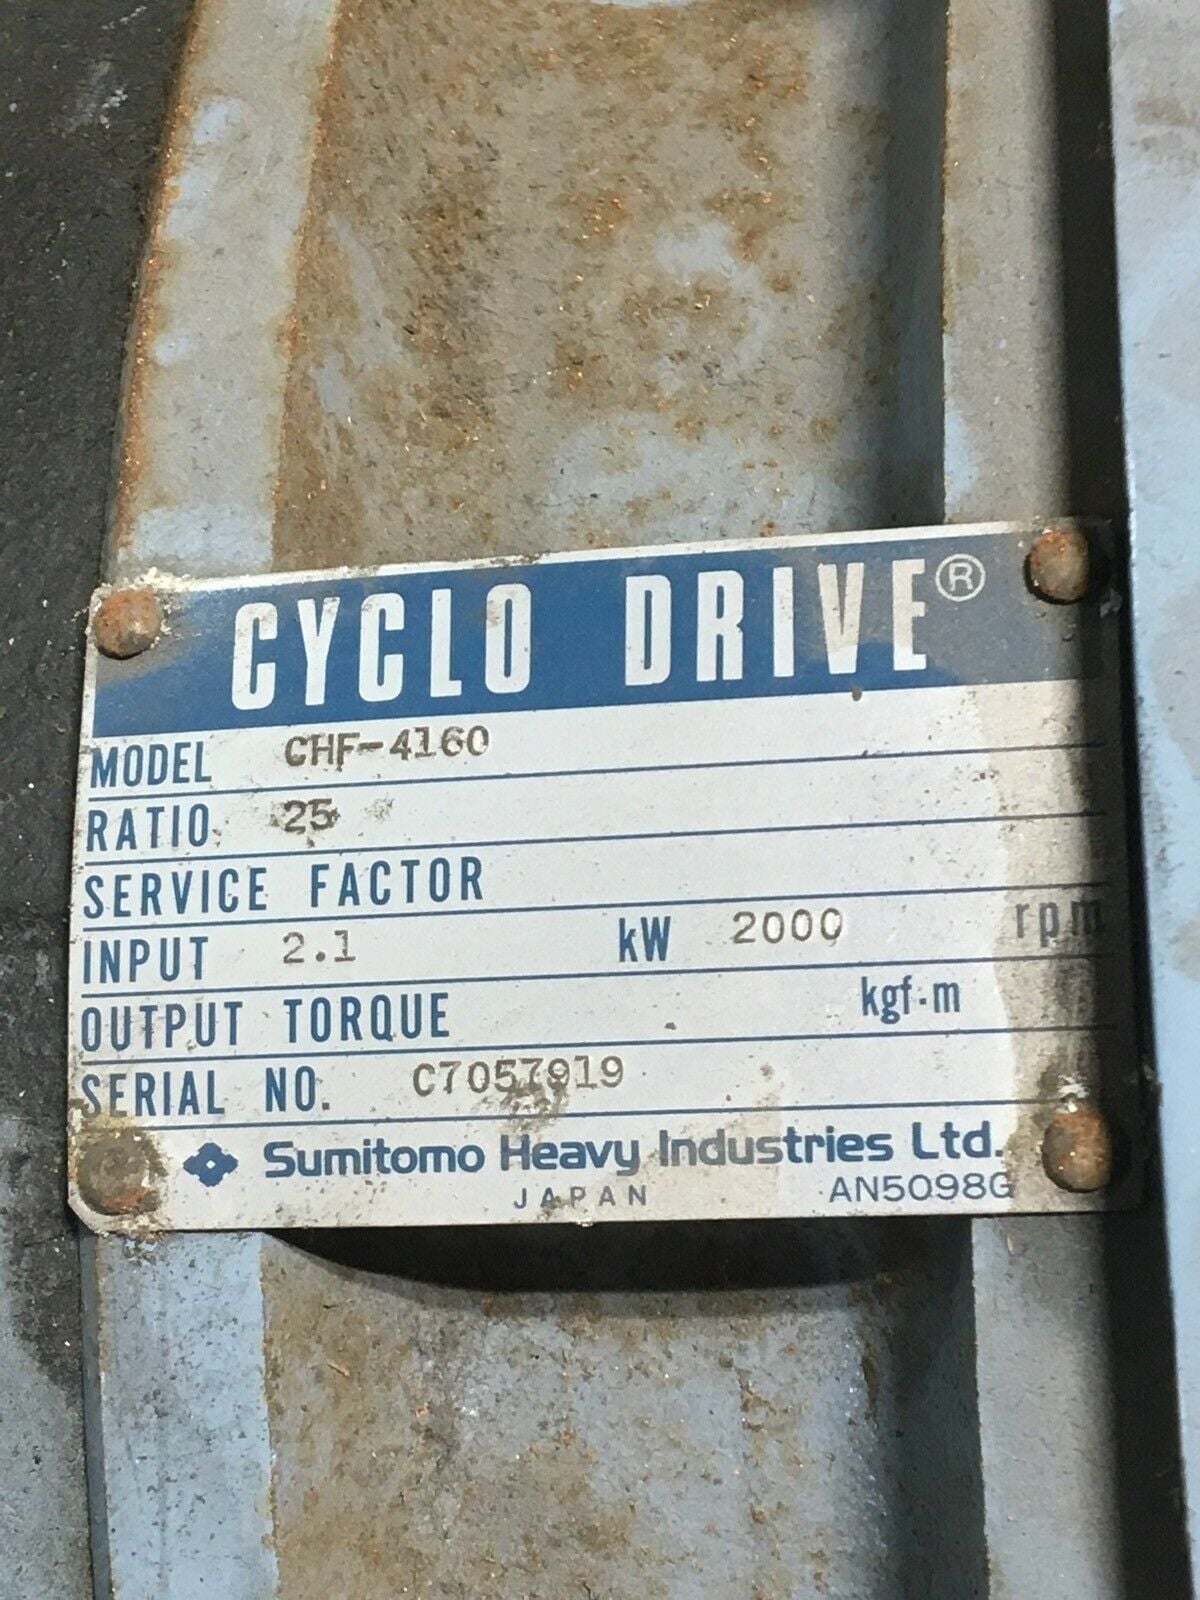 CYCLO DRIVE®
MODEL CHF-4160
RATIO 25
SERVICE FACTOR
INPUT 2.1 kW 2000 rpm
OUTPUT TORQUE kgf·m
SERIAL NO. C7057919
Sumitomo Heavy Industries Ltd.
JAPAN AN5098G